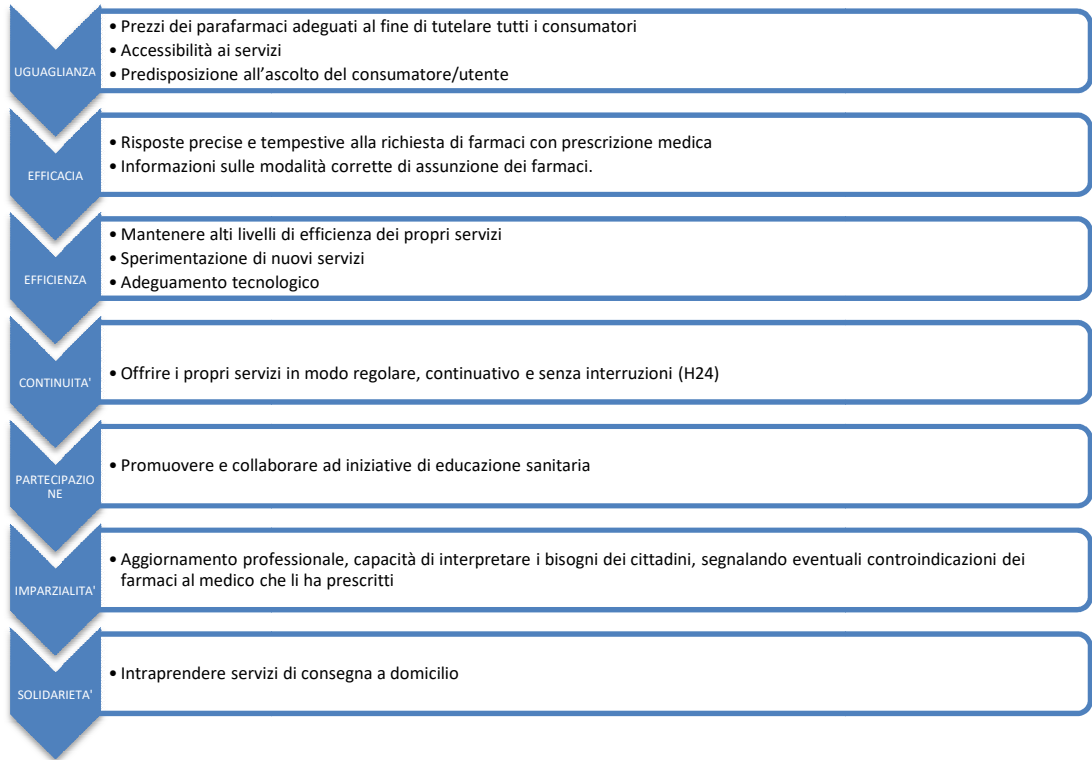 UGUAGLIANZA
• Prezzi dei parafarmaci adeguati al fine di tutelare tutti i consumatori
• Accessibilità ai servizi
• Predisposizione all'ascolto del consumatore/utente
EFFICACIA
• Risposte precise e tempestive alla richiesta di farmaci con prescrizione medica
• Informazioni sulle modalità corrette di assunzione dei farmaci.
EFFICIENZA
• Mantenere alti livelli di efficienza dei propri servizi
• Sperimentazione di nuovi servizi
• Adeguamento tecnologico
CONTINUITA'
• Offrire i propri servizi in modo regolare, continuativo e senza interruzioni (H24)
PARTECIPAZIO
NE
• Promuovere e collaborare ad iniziative di educazione sanitaria
IMPARZIALITA'
• Aggiornamento professionale, capacità di interpretare i bisogni dei cittadini, segnalando eventuali controindicazioni dei
farmaci al medico che li ha prescritti
SOLIDARIETA'
• Intraprendere servizi di consegna a domicilio